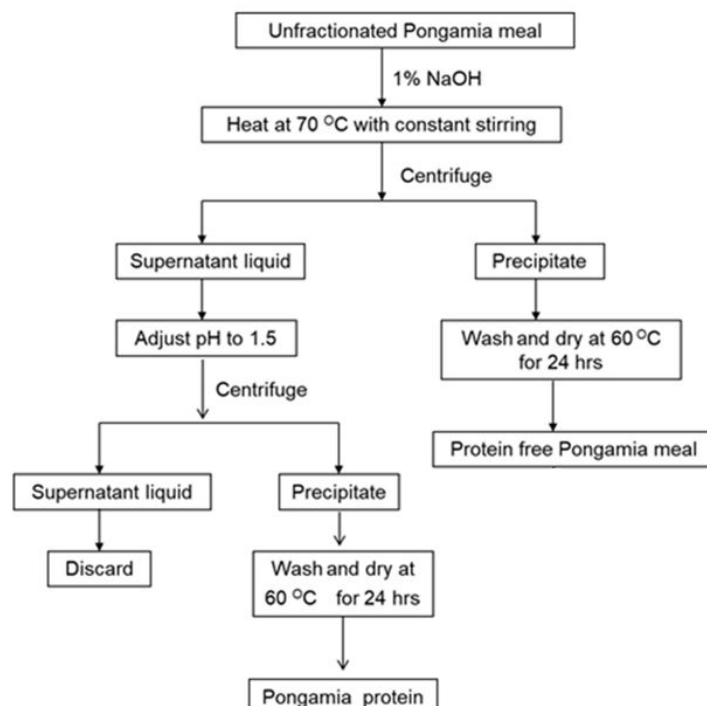 Unfractionated Pongamia meal
1% NaOH
Heat at 70 °C with constant stirring
Centrifuge
Supernatant liquid
Precipitate
Adjust pH to 1.5
Wash and dry at 60 °C
for 24 hrs
Centrifuge
Protein free Pongamia meal
Supernatant liquid
Precipitate
Discard
Wash and dry at
60 °C for 24 hrs
Pongamia protein